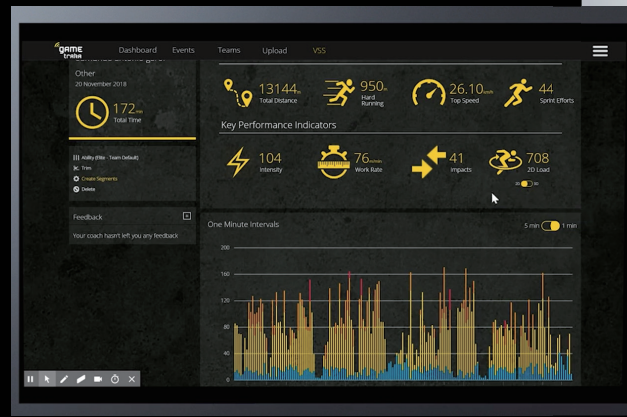 GAME
traka
Dashboard Events Teams Upload VSS
Other
20 November 2018
172min
Total Time
Ability (Elite - Team Default)
Trim
Create Segments
Delete
Feedback
Your coach hasn't left you any feedback
13144m
Total Distance
950m
Hard
Running
26.10km/h
Top Speed
44
Sprint Efforts
Key Performance Indicators
104
Intensity
76m/min
Work Rate
41
Impacts
708
2D Load
2D 3D
One Minute Intervals
5 min 1 min
200
160
120
80
40
0